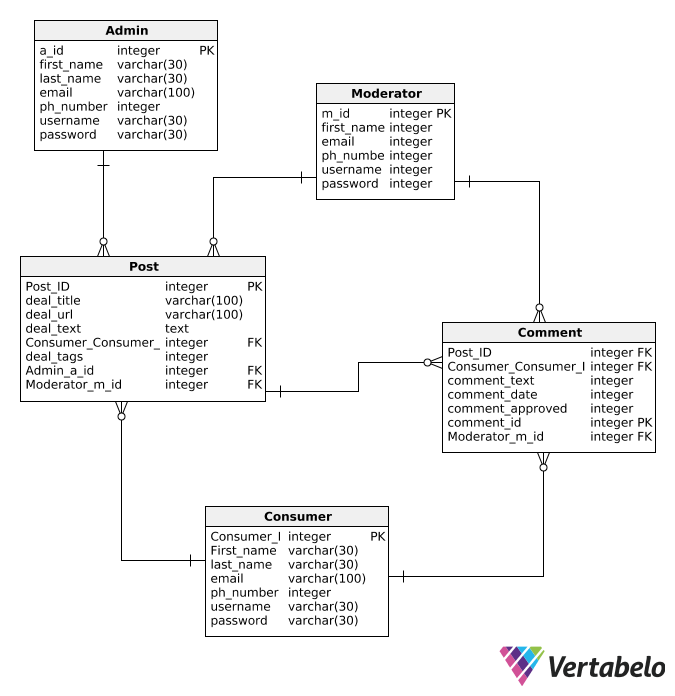 Admin
a_id integer PK
first_name varchar(30)
last_name varchar(30)
email varchar(100)
ph_number integer
username varchar(30)
password varchar(30)
Moderator
m_id integer PK
first_name integer
email integer
ph_numbe integer
username integer
password integer
Post
Post_ID integer PK
deal_title varchar(100)
deal_url varchar(100)
deal_text text
Consumer_Consumer_ integer FK
deal_tags integer
Admin_a_id integer FK
Moderator_m_id integer FK
Comment
Post_ID integer FK
Consumer_Consumer_I integer FK
comment_text integer
comment_date integer
comment_approved integer
comment_id integer PK
Moderator_m_id integer FK
Consumer
Consumer_I integer PK
First_name varchar(30)
last_name varchar(30)
email varchar(100)
ph_number integer
username varchar(30)
password varchar(30)
Vertabelo